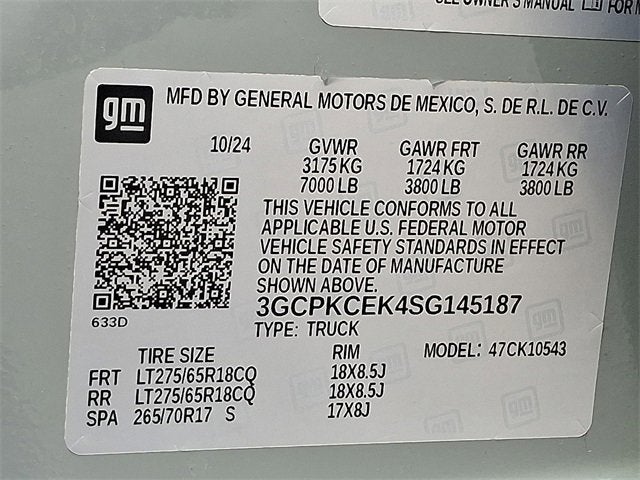 SEE OWNER'S MANUAL
gm
MFD BY GENERAL MOTORS DE MEXICO, S. DE R.L. DE C.V.
10/24 GVWR GAWR FRT GAWR RR
3175 KG 1724 KG 1724 KG
7000 LB 3800 LB 3800 LB
THIS VEHICLE CONFORMS TO ALL
APPLICABLE U.S. FEDERAL MOTOR
VEHICLE SAFETY STANDARDS IN EFFECT
ON THE DATE OF MANUFACTURE
SHOWN ABOVE.
3GCPKCEK4SG145187
633D
TYPE: TRUCK
TIRE SIZE RIM MODEL: 47CK10543
FRT LT275/65R18CQ 18X8.5J
RR LT275/65R18CQ 18X8.5J
SPA 265/70R17 S 17X8J